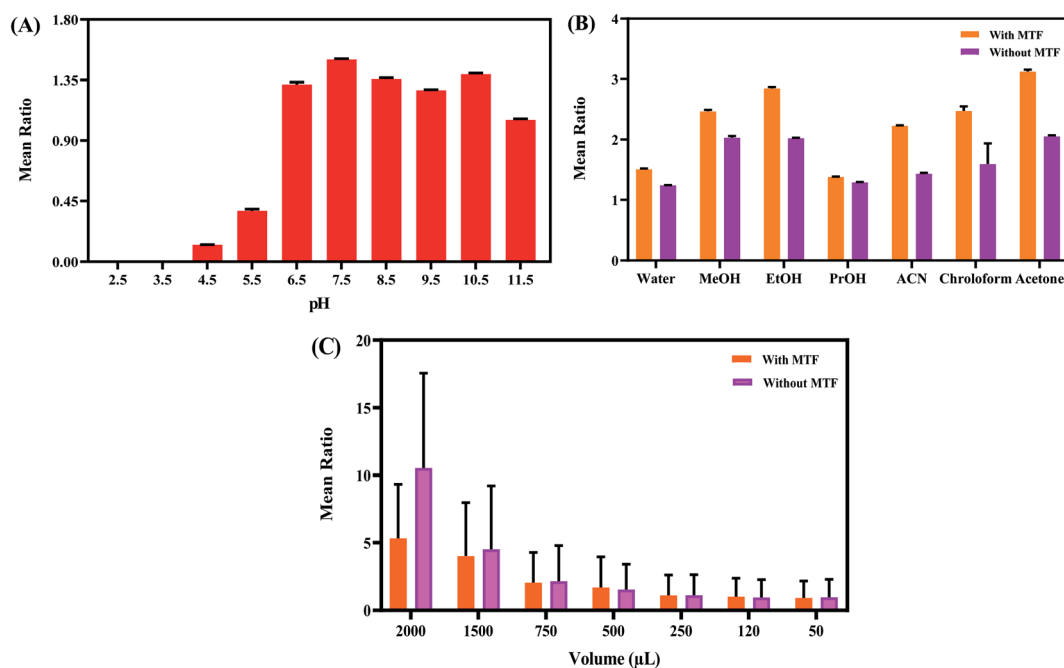 (A)
Mean Ratio
1.80
1.35
0.90
0.45
0.00
2.5 3.5 4.5 5.5 6.5 7.5 8.5 9.5 10.5 11.5
pH
(B)
Mean Ratio
4
3
2
1
0
With MTF
Without MTF
Water MeOH EtOH PrOH ACN Chroloform Acetone
(C)
Mean Ratio
20
15
10
5
0
With MTF
Without MTF
2000 1500 750 500 250 120 50
Volume (µL)